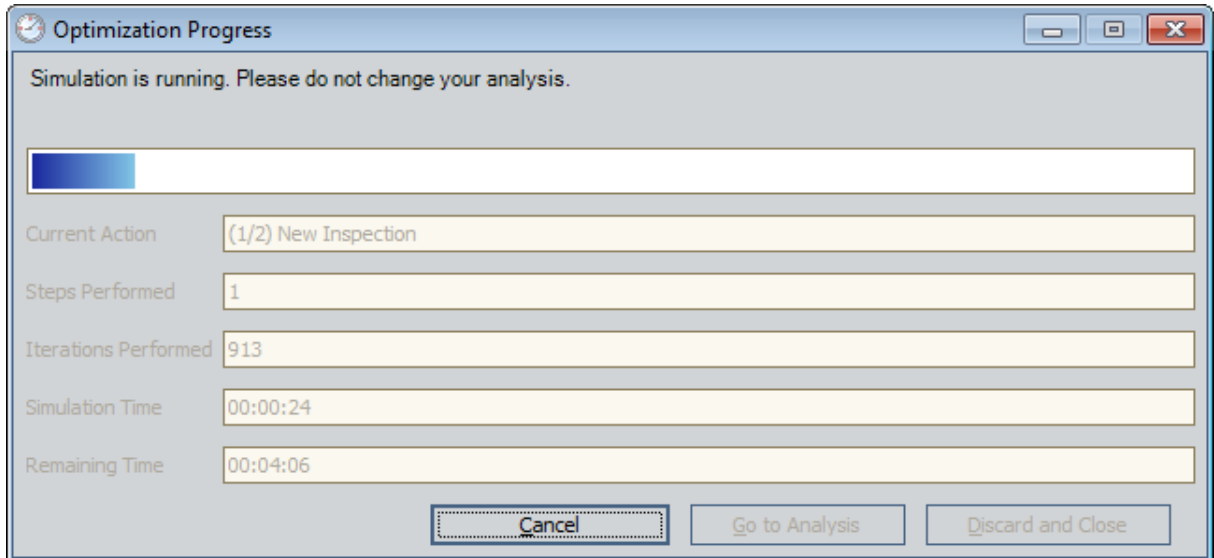 Optimization Progress
Simulation is running. Please do not change your analysis.
Current Action (1/2) New Inspection
Steps Performed 1
Iterations Performed 913
Simulation Time 00:00:24
Remaining Time 00:04:06
Cancel Go to Analysis Discard and Close